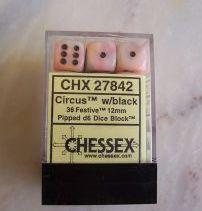 CHX 27842
Circus™ w/black
36 Festive™ 12mm
Pipped d6 Dice Block™
CHESSEX
www.chessex.com